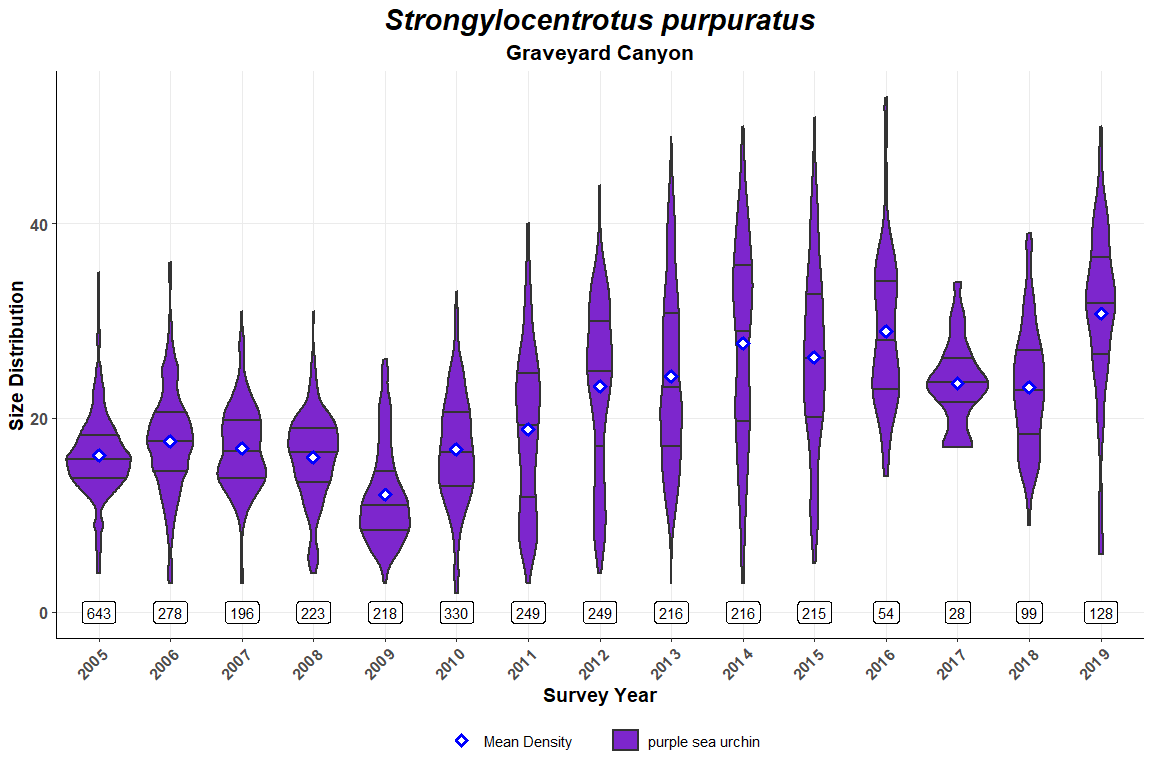 Strongylocentrotus purpuratus
Graveyard Canyon
Size Distribution
40
20
0
643 278 196 223 218 330 249 249 216 216 215 54 28 99 128
2005 2006 2007 2008 2009 2010 2011 2012 2013 2014 2015 2016 2017 2018 2019
Survey Year
Mean Density purple sea urchin